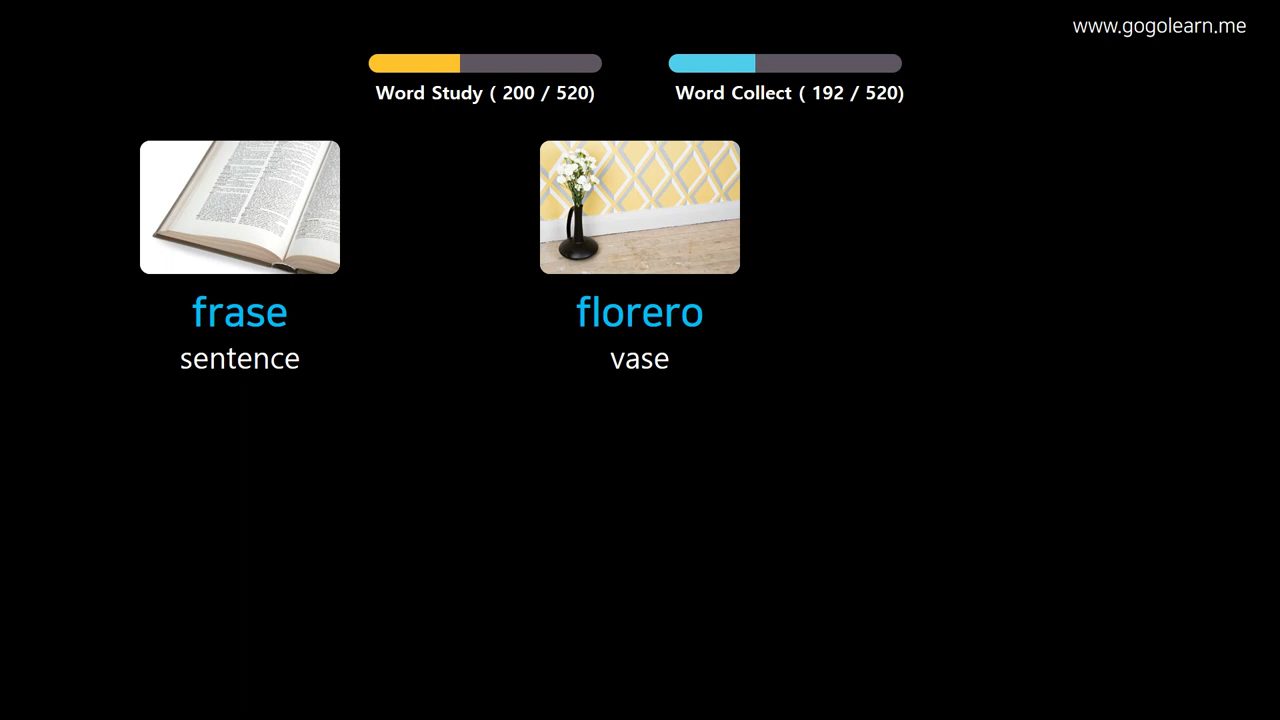 www.gogolearn.me
Word Study ( 200 / 520)
Word Collect ( 192 / 520)
frase
sentence
florero
vase